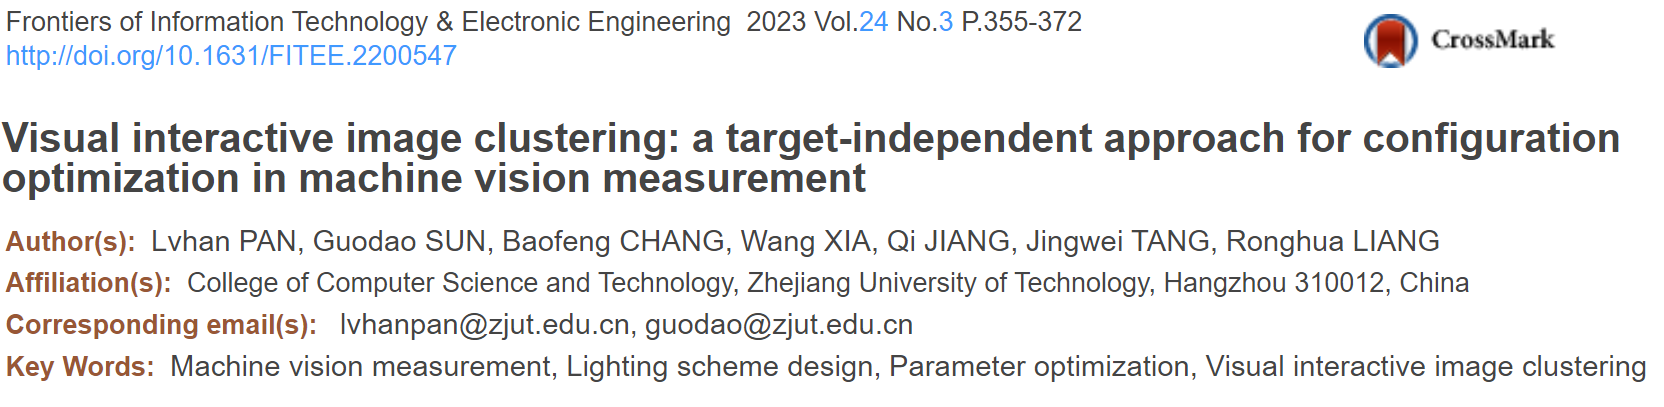 Frontiers of Information Technology & Electronic Engineering 2023 Vol.24 No.3 P.355-372
http://doi.org/10.1631/FITEE.2200547
CrossMark
Visual interactive image clustering: a target-independent approach for configuration
optimization in machine vision measurement
Author(s): Lvhan PAN, Guodao SUN, Baofeng CHANG, Wang XIA, Qi JIANG, Jingwei TANG, Ronghua LIANG
Affiliation(s): College of Computer Science and Technology, Zhejiang University of Technology, Hangzhou 310012, China
Corresponding email(s): lvhanpan@zjut.edu.cn, guodao@zjut.edu.cn
Key Words: Machine vision measurement, Lighting scheme design, Parameter optimization, Visual interactive image clustering